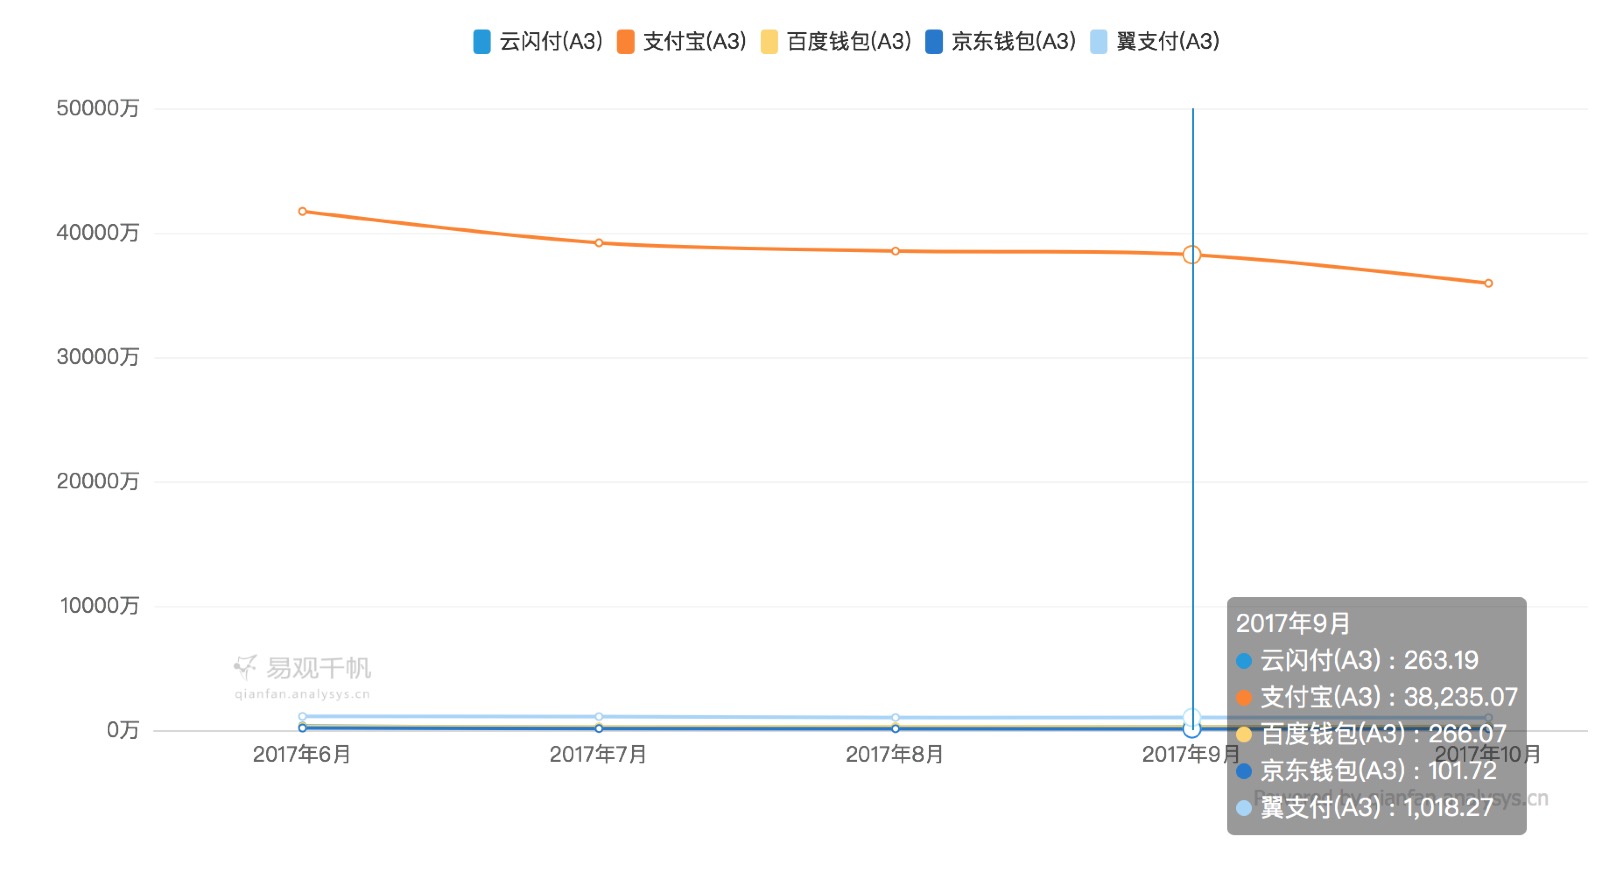 云闪付(A3) 支付宝(A3) 百度钱包(A3) 京东钱包(A3) 翼支付(A3)
50000万
40000万
30000万
20000万
10000万
0万
易观千帆
qianfan.analysys.cn
2017年6月 2017年7月 2017年8月 2017年9月 2017年10月
2017年9月
云闪付(A3) : 263.19
支付宝(A3) : 38,235.07
百度钱包(A3) : 266.07
京东钱包(A3) : 101.72
翼支付(A3) : 1,018.27
Powered by qianfan.analysys.cn